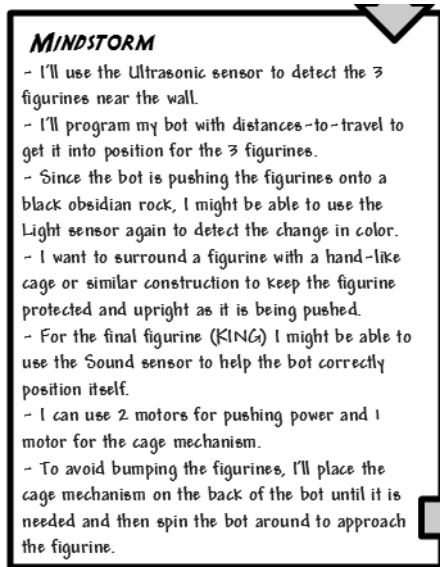 MINDSTORM
- I'll use the Ultrasonic sensor to detect the 3
figurines near the wall.
- I'll program my bot with distances-to-travel to
get it into position for the 3 figurines.
- Since the bot is pushing the figurines onto a
black obsidian rock, I might be able to use the
Light sensor again to detect the change in color.
- I want to surround a figurine with a hand-like
cage or similar construction to keep the figurine
protected and upright as it is being pushed.
- For the final figurine (KING) I might be able to
use the Sound sensor to help the bot correctly
position itself.
- I can use 2 motors for pushing power and 1
motor for the cage mechanism.
- To avoid bumping the figurines, I'll place the
cage mechanism on the back of the bot until it is
needed and then spin the bot around to approach
the figurine.